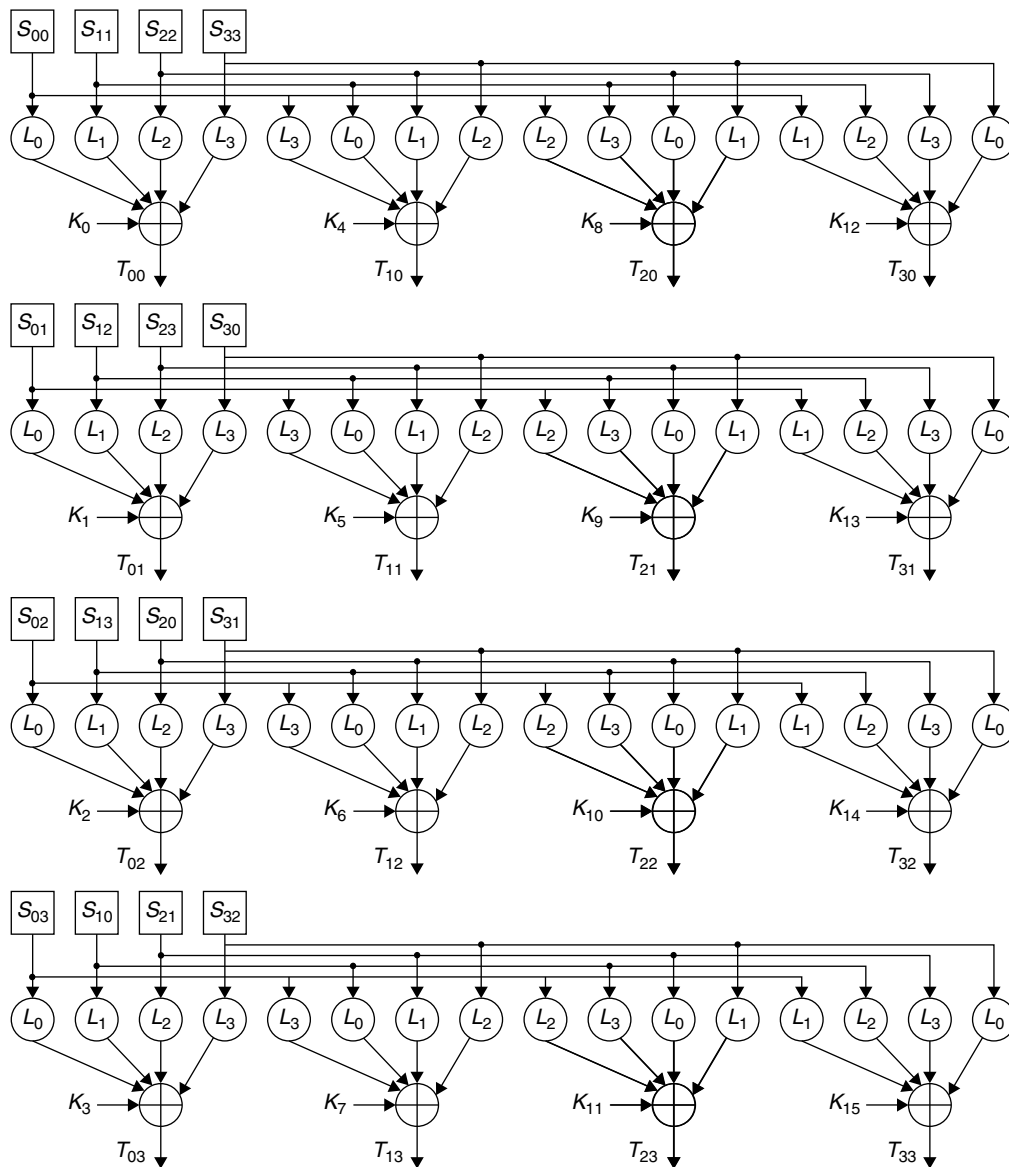 S00 S11 S22 S33
L0 L1 L2 L3 L3 L0 L1 L2 L2 L3 L0 L1 L1 L2 L3 L0
K0 K4 K8 K12
T00 T10 T20 T30
S01 S12 S23 S30
L0 L1 L2 L3 L3 L0 L1 L2 L2 L3 L0 L1 L1 L2 L3 L0
K1 K5 K9 K13
T01 T11 T21 T31
S02 S13 S20 S31
L0 L1 L2 L3 L3 L0 L1 L2 L2 L3 L0 L1 L1 L2 L3 L0
K2 K6 K10 K14
T02 T12 T22 T32
S03 S10 S21 S32
L0 L1 L2 L3 L3 L0 L1 L2 L2 L3 L0 L1 L1 L2 L3 L0
K3 K7 K11 K15
T03 T13 T23 T33